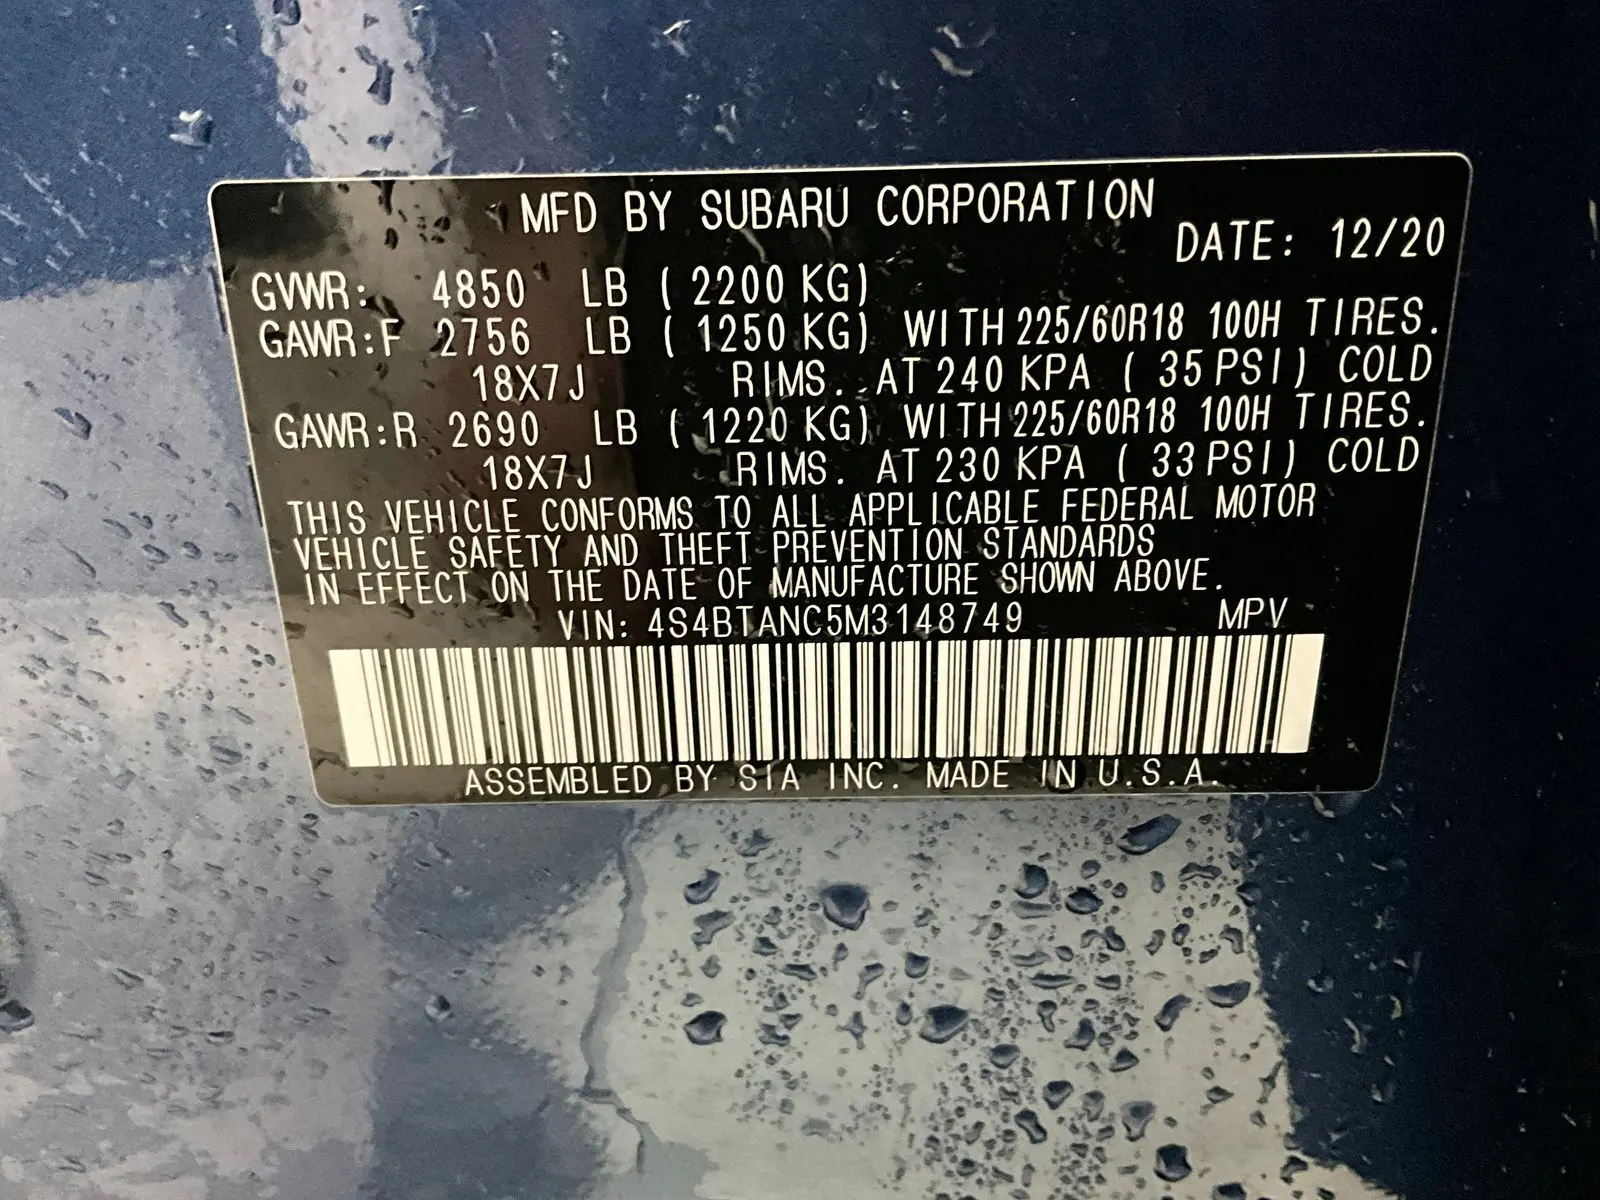 MFD BY SUBARU CORPORATION
DATE: 12/20
GVWR: 4850 LB ( 2200 KG)
GAWR:F 2756 LB ( 1250 KG) WITH 225/60R18 100H TIRES.
18X7J RIMS. AT 240 KPA ( 35 PSI) COLD
GAWR:R 2690 LB ( 1220 KG) WITH 225/60R18 100H TIRES.
18X7J RIMS. AT 230 KPA ( 33 PSI) COLD
THIS VEHICLE CONFORMS TO ALL APPLICABLE FEDERAL MOTOR
VEHICLE SAFETY AND THEFT PREVENTION STANDARDS
IN EFFECT ON THE DATE OF MANUFACTURE SHOWN ABOVE.
VIN: 4S4BTANC5M3148749 MPV
ASSEMBLED BY SIA INC. MADE IN U.S.A.